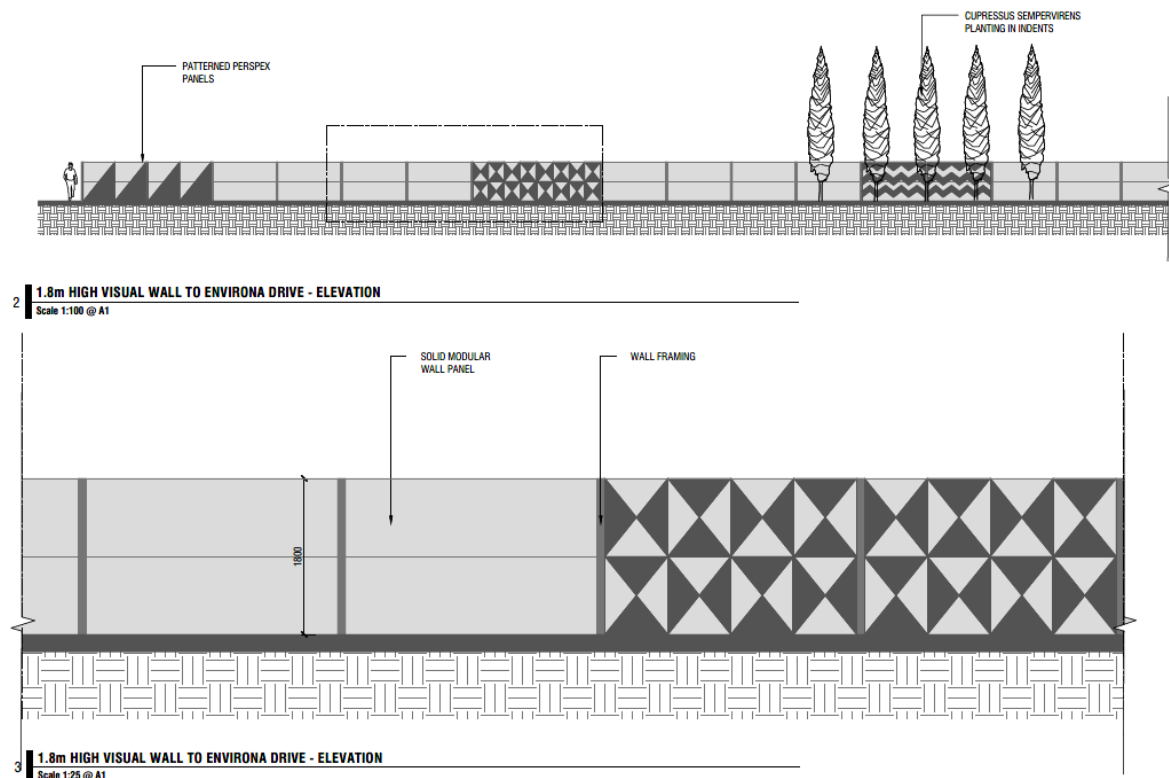 CUPRESSUS SEMPERVIRENS
PLANTING IN INDENTS
PATTERNED PERSPEX
PANELS
2
1.8m HIGH VISUAL WALL TO ENVIRONA DRIVE - ELEVATION
Scale 1:100 @ A1
SOLID MODULAR
WALL PANEL
WALL FRAMING
1800
3
1.8m HIGH VISUAL WALL TO ENVIRONA DRIVE - ELEVATION
Scale 1:25 @ A1